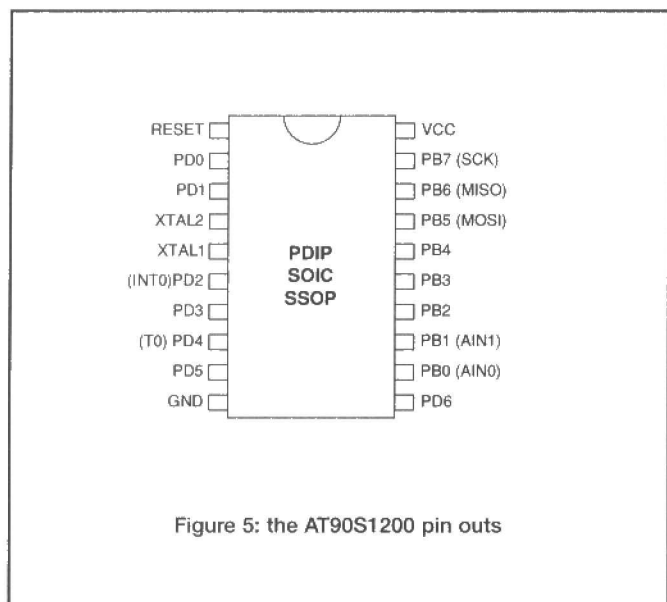 RESET
PD0
PD1
XTAL2
XTAL1
(INT0)PD2
PD3
(T0) PD4
PD5
GND
PDIP
SOIC
SSOP
VCC
PB7 (SCK)
PB6 (MISO)
PB5 (MOSI)
PB4
PB3
PB2
PB1 (AIN1)
PB0 (AIN0)
PD6
Figure 5: the AT90S1200 pin outs